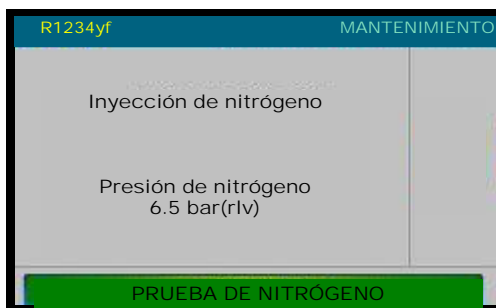 R1234yf
MANTENIMIENTO
Inyección de nitrógeno
Presión de nitrógeno
6.5 bar(rlv)
PRUEBA DE NITRÓGENO